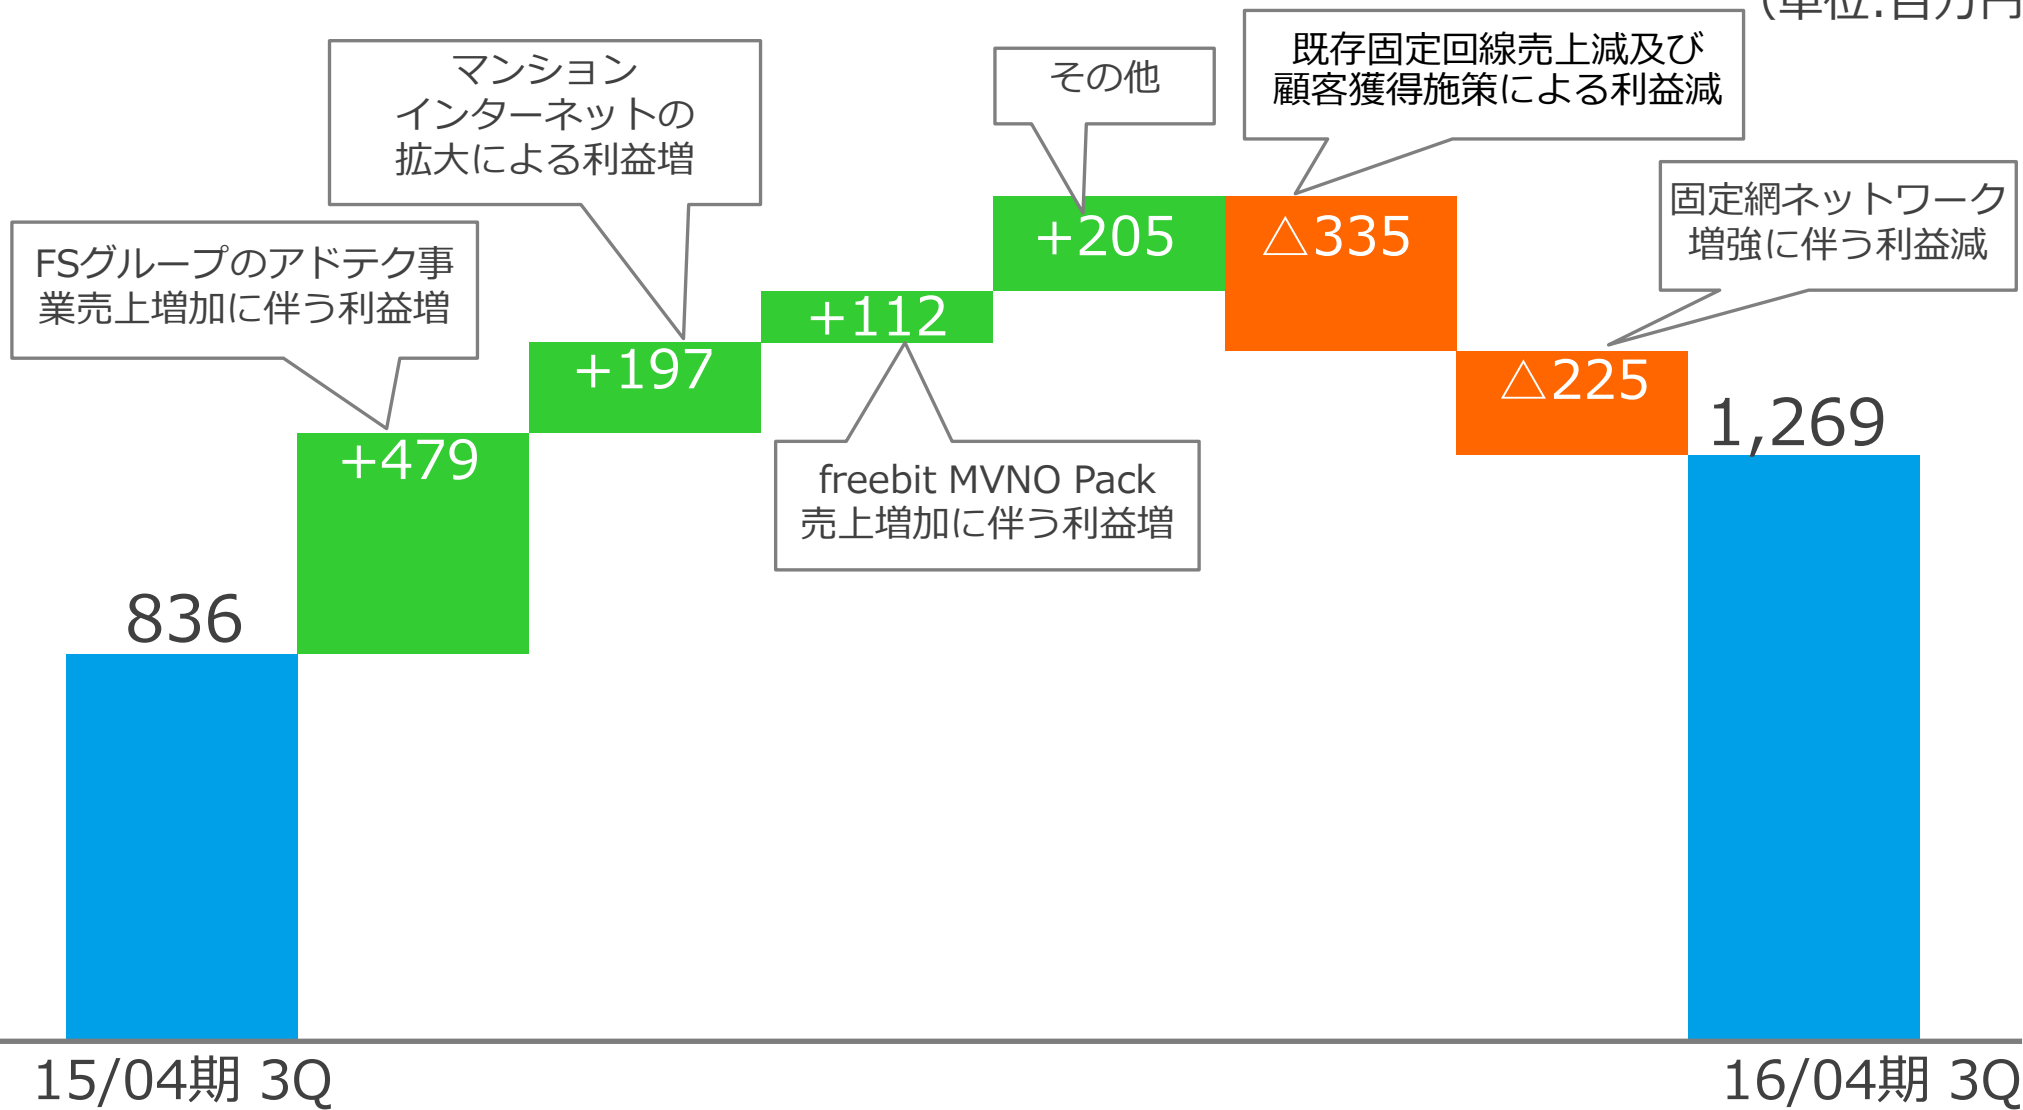 (単位:百万円
マンション
インターネットの
拡大による利益増
その他
既存固定回線売上減及び
顧客獲得施策による利益減
固定網ネットワーク
増強に伴う利益減
FSグループのアドテク事
業売上増加に伴う利益増
+205
△335
+112
+197
△225
1,269
+479
freebit MVNO Pack
売上増加に伴う利益増
836
15/04期 3Q
16/04期 3Q